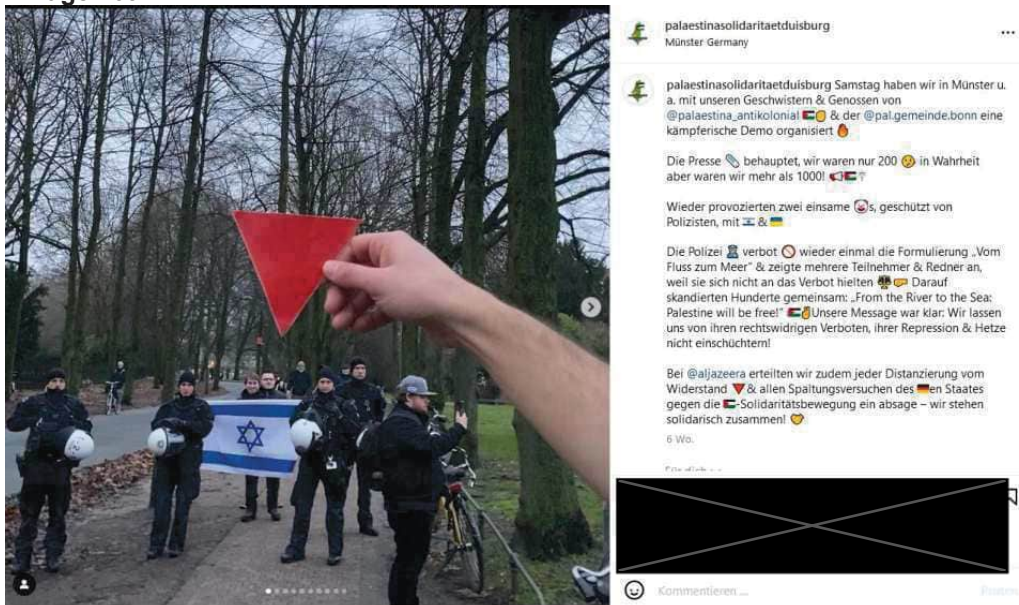 palaestinasolidaritaetduisburg
Münster Germany
palaestinasolidaritaetduisburg Samstag haben wir in Münster u.
a. mit unseren Geschwistern & Genossen von
@palaestina_antikolonial & der @pal.gemeinde.bonn eine
kämpferische Demo organisiert
Die Presse behauptet, wir waren nur 200 in Wahrheit
aber waren wir mehr als 1000!
Wieder provozierten zwei einsame s, geschützt von
Polizisten, mit &
Die Polizei verbot wieder einmal die Formulierung „Vom
Fluss zum Meer" & zeigte mehrere Teilnehmer & Redner an,
weil sie sich nicht an das Verbot hielten Darauf
skandierten Hunderte gemeinsam: „From the River to the Sea:
Palestine will be free!" Unsere Message war klar: Wir lassen
uns von ihren rechtswidrigen Verboten, ihrer Repression & Hetze
nicht einschüchtern!
Bei @aljazeera erteilten wir zudem jeder Distanzierung vom
Widerstand & allen Spaltungsversuchen des en Staates
gegen die -Solidaritätsbewegung ein absage – wir stehen
solidarisch zusammen!
6 Wo.
Kommentieren ...
Posten